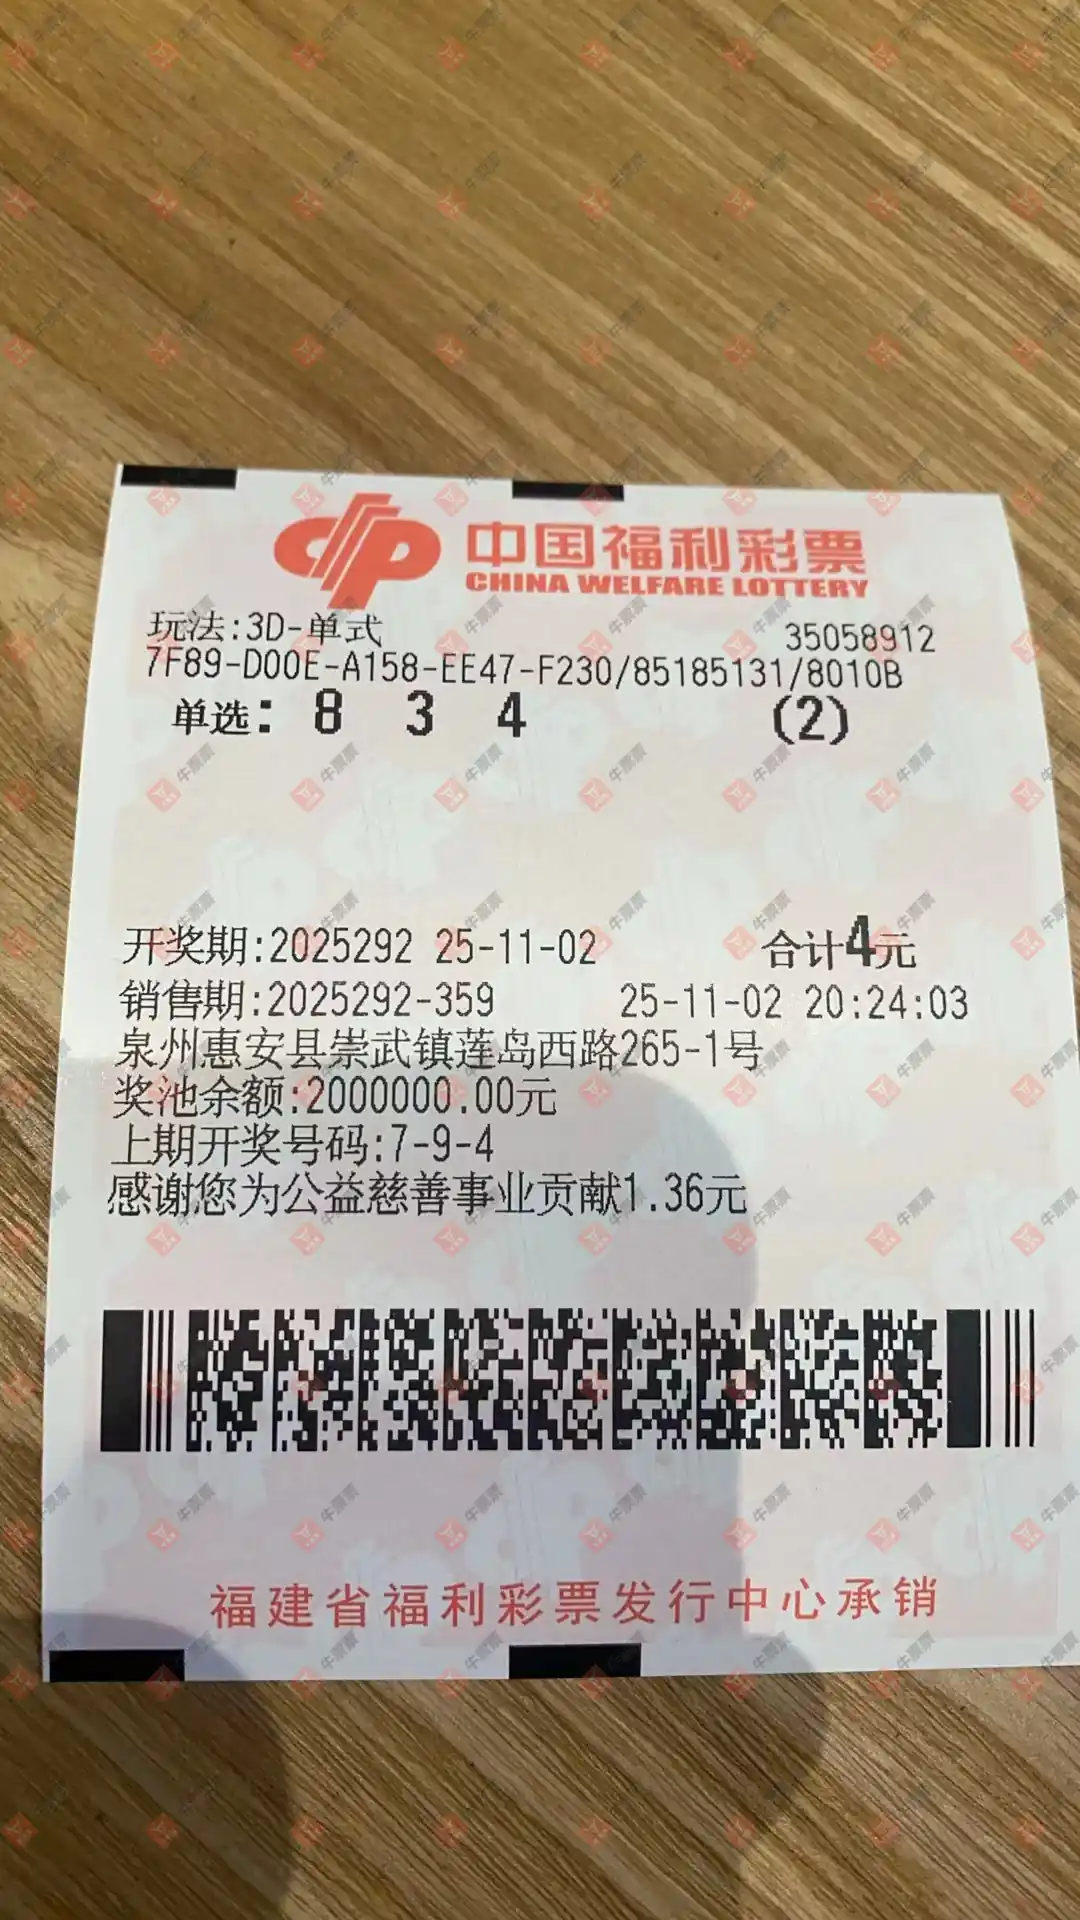 中国福利彩票
CHINA WELFARE LOTTERY
玩法:3D-单式 35058912
7F89-D00E-A158-EE47-F230/85185131/8010B
单选: 8 3 4 (2)
开奖期:2025292 25-11-02 合计4元
销售期:2025292-359 25-11-02 20:24:03
泉州惠安县崇武镇莲岛西路265-1号
奖池余额:2000000.00元
上期开奖号码:7-9-4
感谢您为公益慈善事业贡献1.36元
福建省福利彩票发行中心承销
牛票票